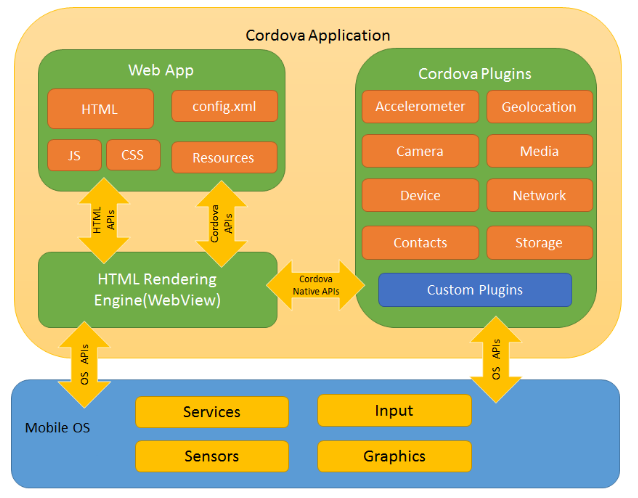 Cordova Application
Web App
HTML
config.xml
JS
CSS
Resources
HTML
APIs
Cordova
APIs
HTML Rendering
Engine(WebView)
Cordova
Native APIs
Cordova Plugins
Accelerometer
Geolocation
Camera
Media
Device
Network
Contacts
Storage
Custom Plugins
OS APIs
OS APIs
Mobile OS
Services
Input
Sensors
Graphics